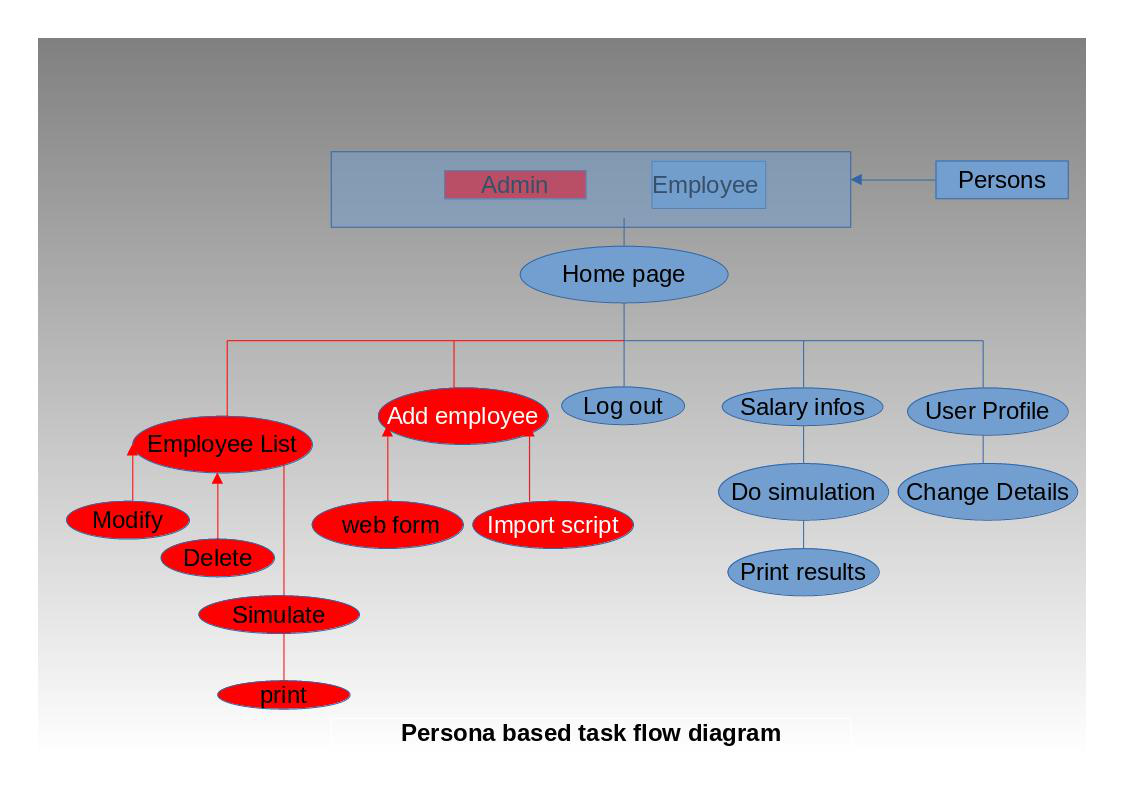 Admin
Employee
Persons
Home page
Add employee
Log out
Salary infos
User Profile
Employee List
Do simulation
Change Details
Modify
web form
Import script
Delete
Print results
Simulate
print
Persona based task flow diagram